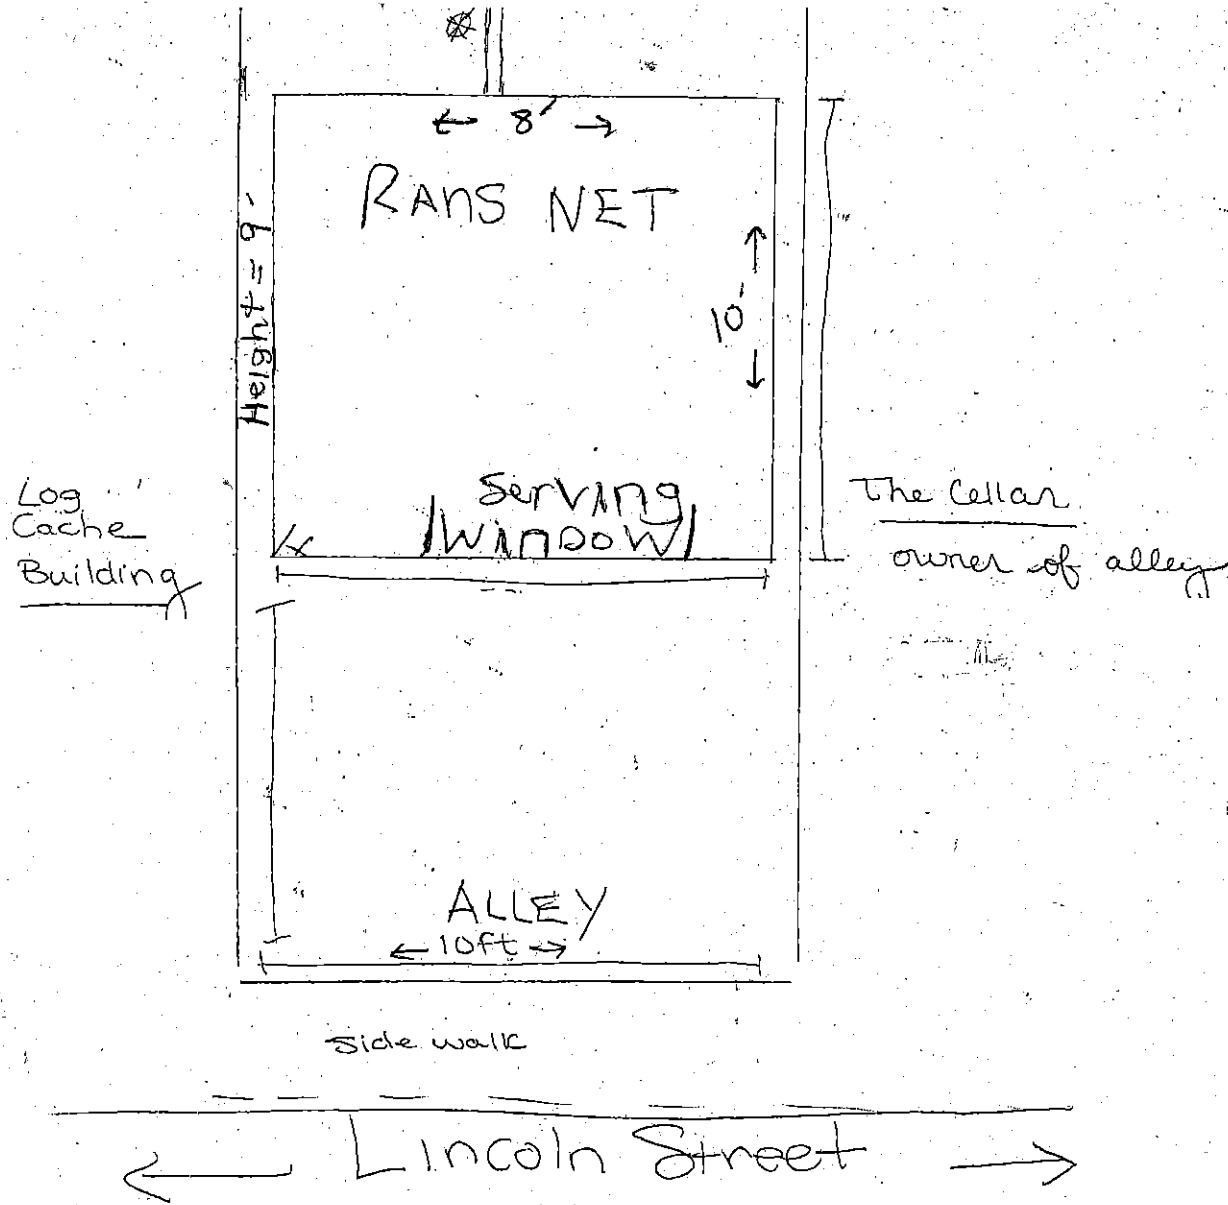 8'
RANS NET
Height = 9'
10'
Serving
WINDOW
Log
Cache
Building
The Cellar
owner of alley
ALLEY
10ft
Side walk
Lincoln Street